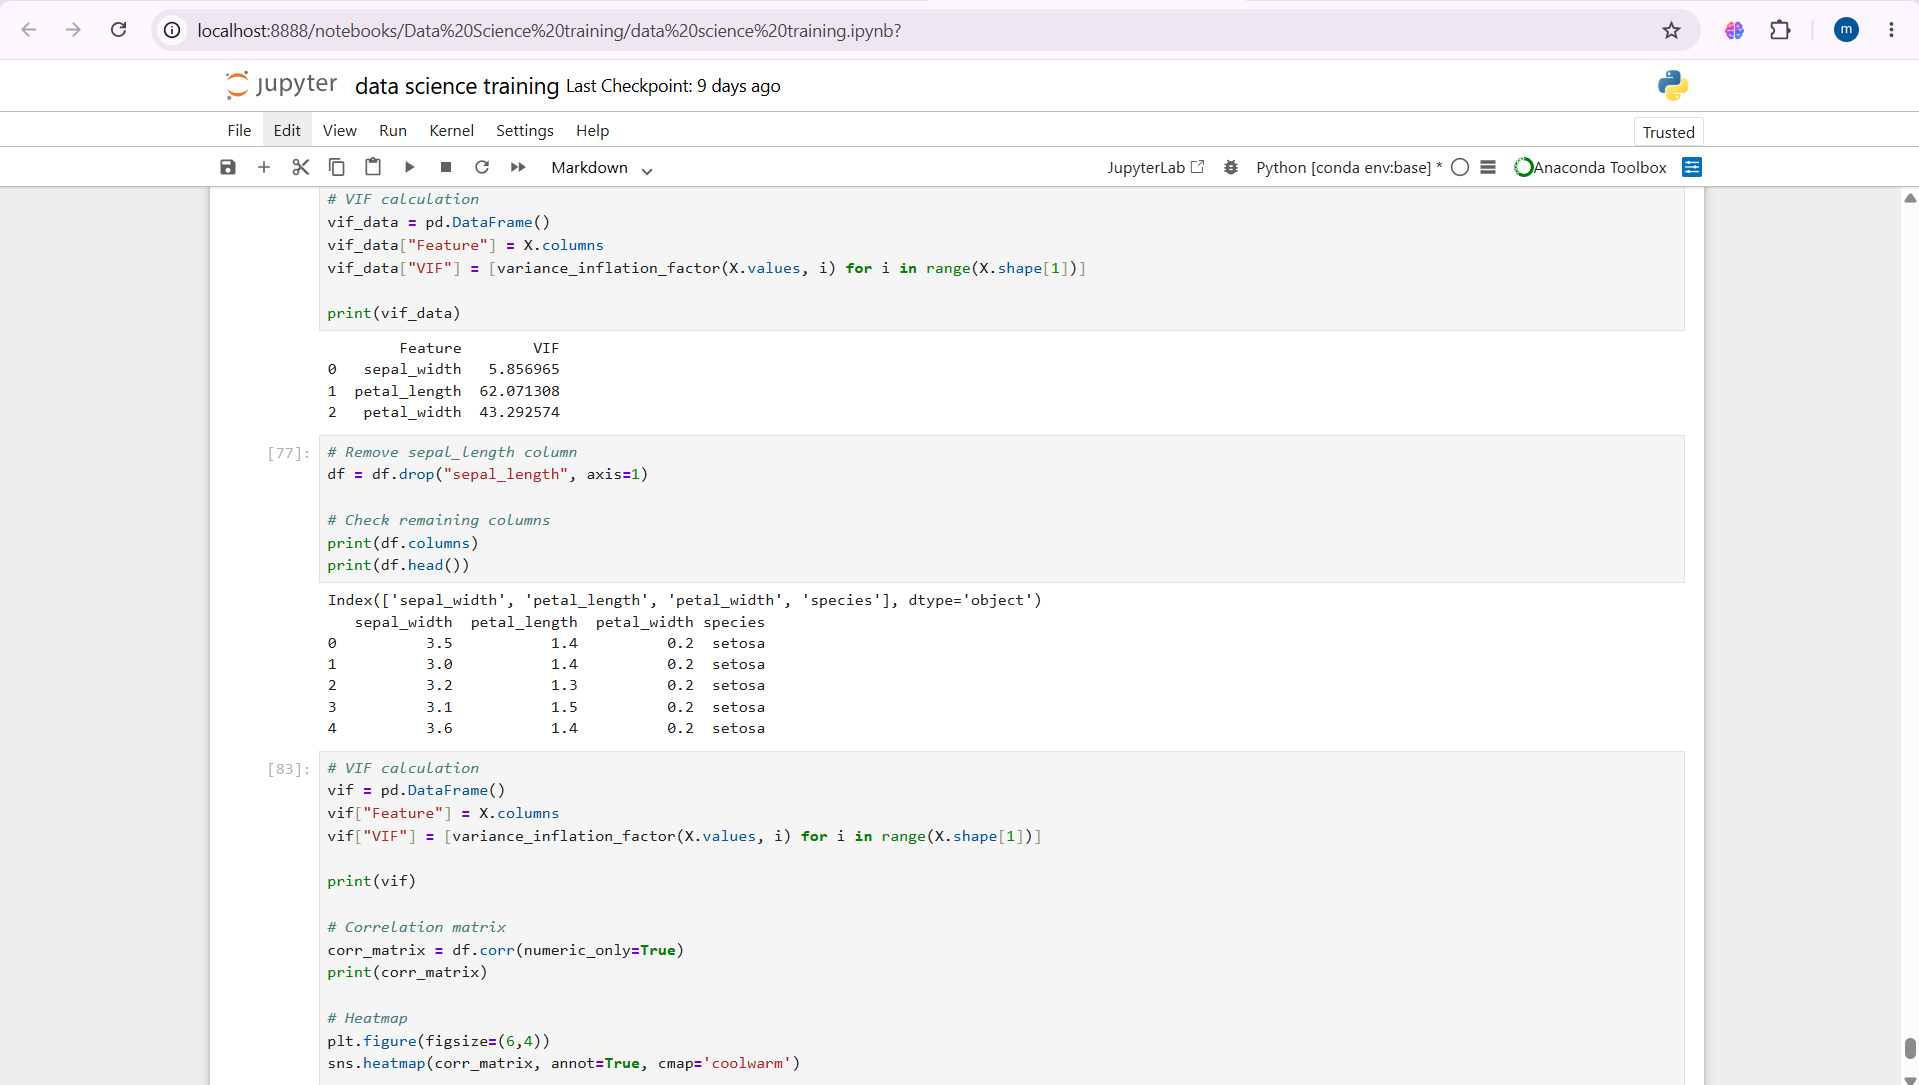 localhost:8888/notebooks/Data%20Science%20training/data%20science%20training.ipynb?
m
jupyter data science training Last Checkpoint: 9 days ago
File Edit View Run Kernel Settings Help
Trusted
Markdown
JupyterLab
Python [conda env:base] *
Anaconda Toolbox
# VIF calculation
vif_data = pd.DataFrame()
vif_data["Feature"] = X.columns
vif_data["VIF"] = [variance_inflation_factor(X.values, i) for i in range(X.shape[1])]
print(vif_data)
Feature VIF
0 sepal_width 5.856965
1 petal_length 62.071308
2 petal_width 43.292574
[77]:
# Remove sepal_length column
df = df.drop("sepal_length", axis=1)
# Check remaining columns
print(df.columns)
print(df.head())
Index(['sepal_width', 'petal_length', 'petal_width', 'species'], dtype='object')
sepal_width petal_length petal_width species
0 3.5 1.4 0.2 setosa
1 3.0 1.4 0.2 setosa
2 3.2 1.3 0.2 setosa
3 3.1 1.5 0.2 setosa
4 3.6 1.4 0.2 setosa
[83]:
# VIF calculation
vif = pd.DataFrame()
vif["Feature"] = X.columns
vif["VIF"] = [variance_inflation_factor(X.values, i) for i in range(X.shape[1])]
print(vif)
# Correlation matrix
corr_matrix = df.corr(numeric_only=True)
print(corr_matrix)
# Heatmap
plt.figure(figsize=(6,4))
sns.heatmap(corr_matrix, annot=True, cmap='coolwarm')